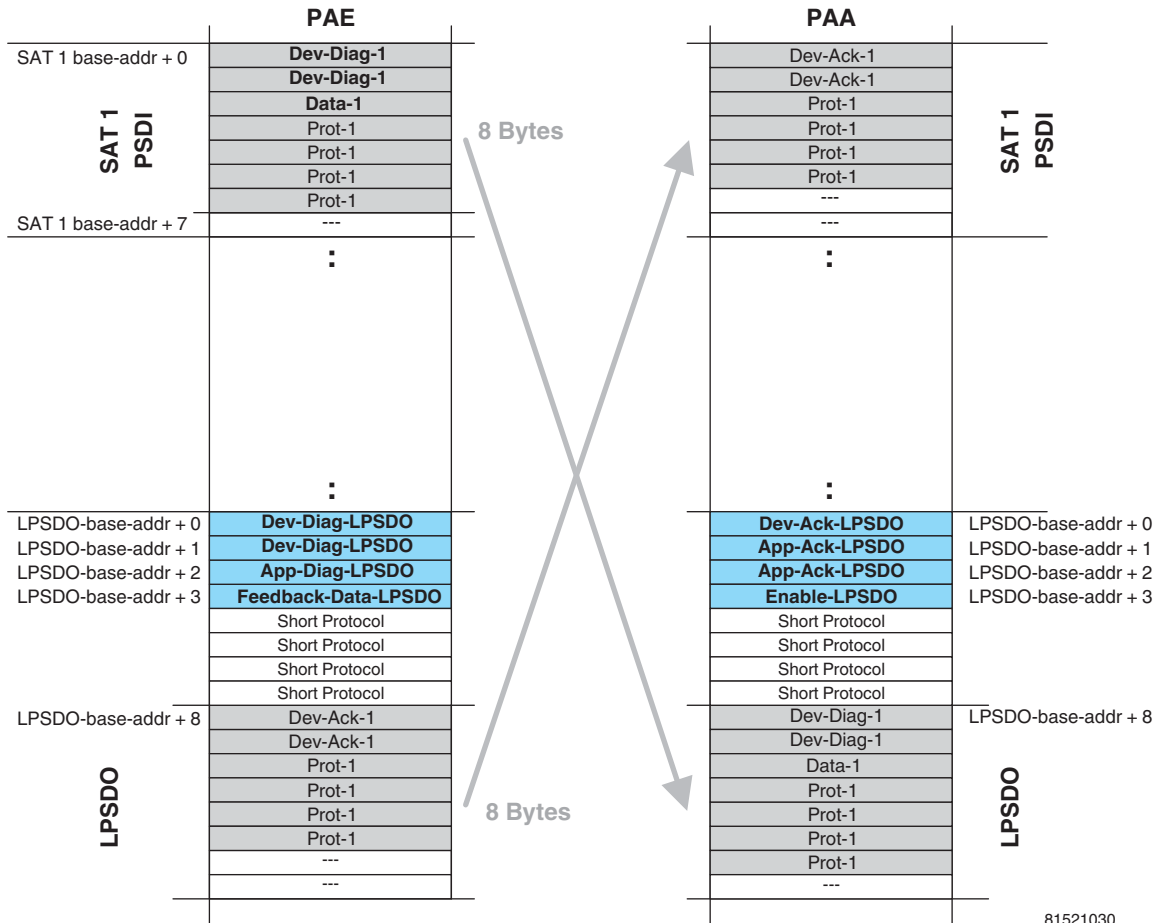 PAE PAA
SAT 1 base-addr + 0 Dev-Diag-1 Dev-Ack-1
Dev-Diag-1 Dev-Ack-1
Data-1 Prot-1
Prot-1 Prot-1
Prot-1 Prot-1
Prot-1 Prot-1
Prot-1 ---
SAT 1 base-addr + 7 --- ---
SAT 1
PSDI
8 Bytes
SAT 1
PSDI
: :
: :
LPSDO-base-addr + 0 Dev-Diag-LPSDO Dev-Ack-LPSDO LPSDO-base-addr + 0
LPSDO-base-addr + 1 Dev-Diag-LPSDO App-Ack-LPSDO LPSDO-base-addr + 1
LPSDO-base-addr + 2 App-Diag-LPSDO App-Ack-LPSDO LPSDO-base-addr + 2
LPSDO-base-addr + 3 Feedback-Data-LPSDO Enable-LPSDO LPSDO-base-addr + 3
Short Protocol Short Protocol
Short Protocol Short Protocol
Short Protocol Short Protocol
Short Protocol Short Protocol
LPSDO-base-addr + 8 Dev-Ack-1 Dev-Diag-1 LPSDO-base-addr + 8
Dev-Ack-1 Dev-Diag-1
Prot-1 Data-1
Prot-1 Prot-1
Prot-1 Prot-1
Prot-1 Prot-1
--- Prot-1
--- ---
LPSDO
8 Bytes
LPSDO
81521030